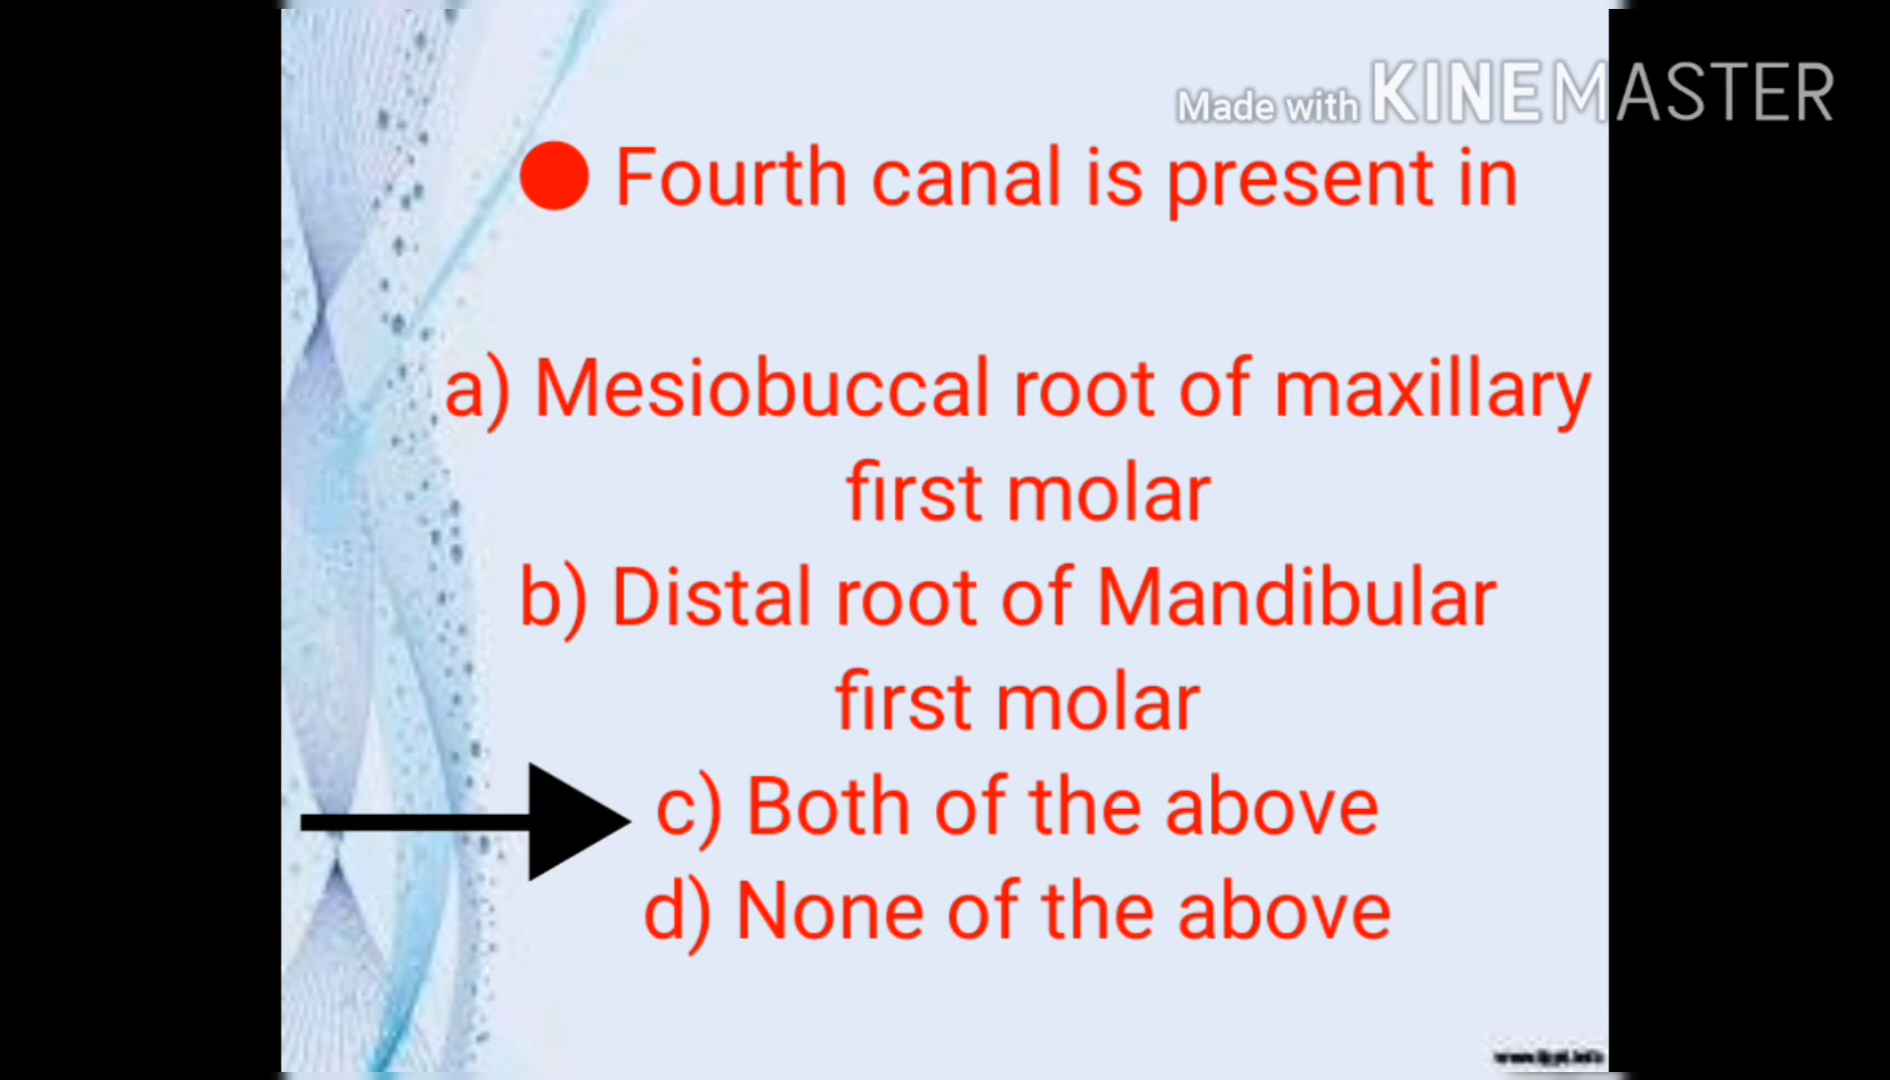 Made with KINEMASTER
Fourth canal is present in
a) Mesiobuccal root of maxillary
first molar
b) Distal root of Mandibular
first molar
c) Both of the above
d) None of the above